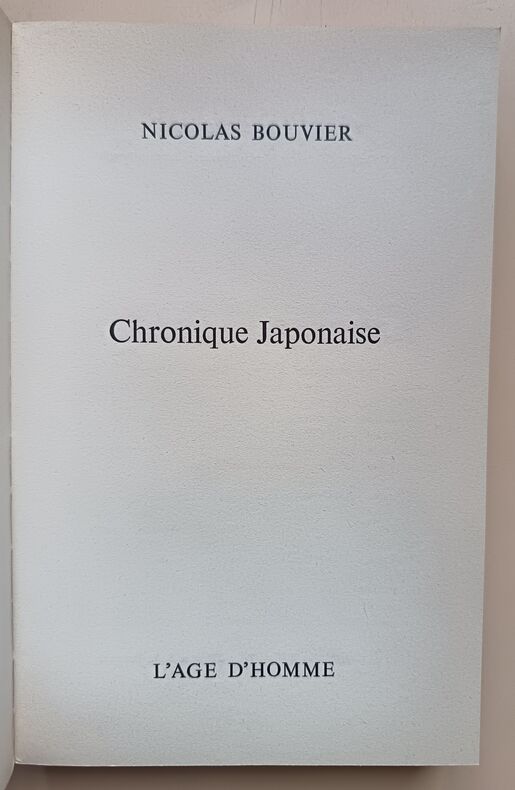 NICOLAS BOUVIER
Chronique Japonaise
L'AGE D'HOMME